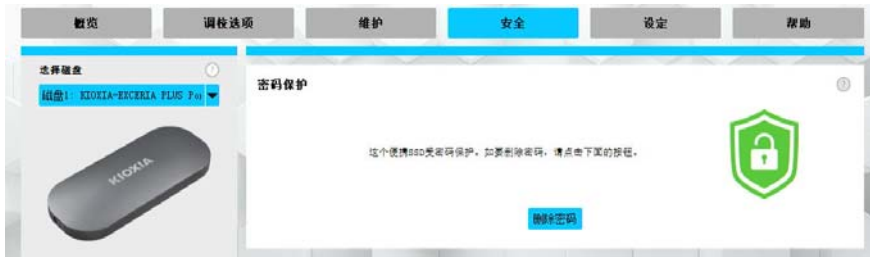 概览 调校选项 维护 安全 设定 帮助
选择磁盘
磁盘1: KIOXIA-EXCERIA PLUS Po
KIOXIA
密码保护
这个便携SSD受密码保护。如要删除密码，请点击下面的按钮。
删除密码